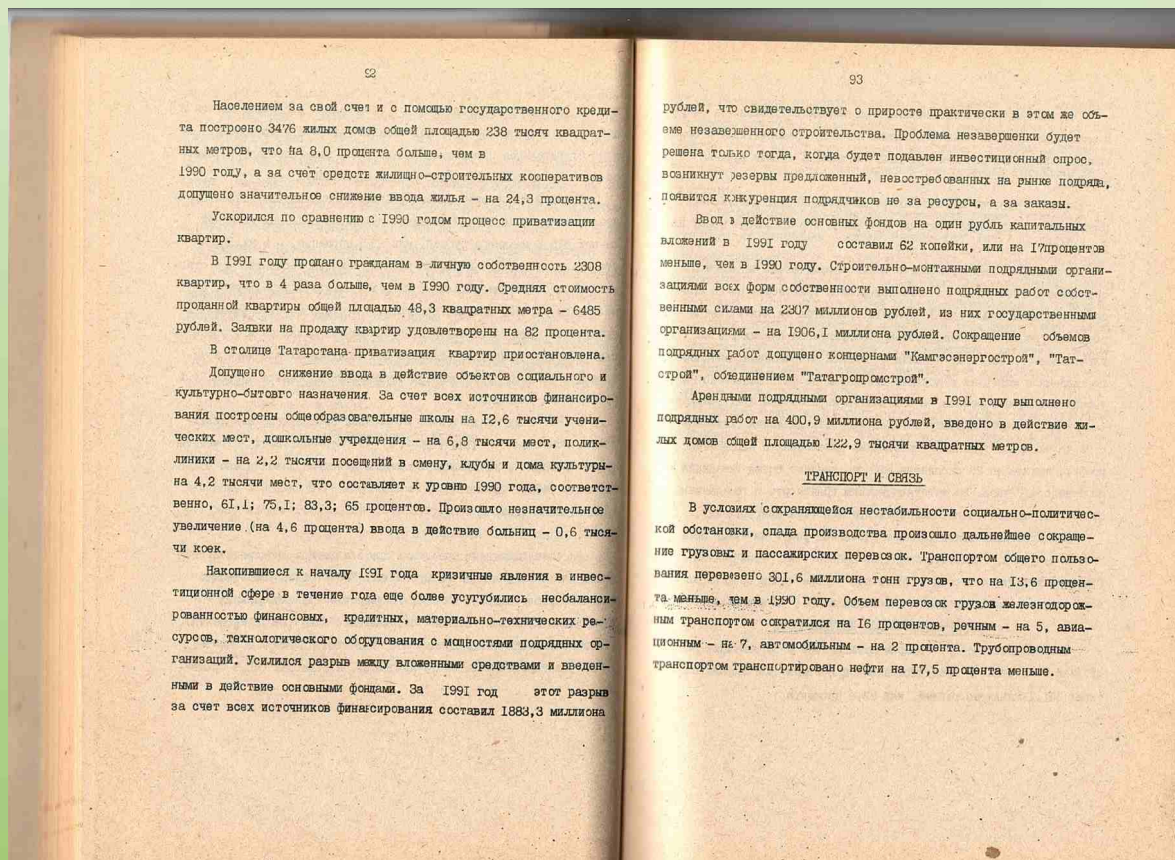 92
Населением за свой счет и с помощью государственного креди-
та построено 3476 жилых домов общей площадью 238 тысяч квадрат-
ных метров, что на 8,0 процента больше, чем в
1990 году, а за счет средств жилищно-строительных кооперативов
допущено значительное снижение ввода жилья - на 24,3 процента.
Ускорился по сравнению с 1990 годом процесс приватизации
квартир.
В 1991 году продано гражданам в личную собственность 2308
квартир, что в 4 раза больше, чем в 1990 году. Средняя стоимость
проданной квартиры общей площадью 48,3 квадратных метра - 6485
рублей. Заявки на продажу квартир удовлетворены на 82 процента.
В столице Татарстана приватизация квартир приостановлена.
Допущено снижение ввода в действие объектов социального и
культурно-бытовго назначения. За счет всех источников финансиро-
вания построены общеобразовательные школы на 12,6 тысячи учени-
ческих мест, дошкольные учреждения - на 6,8 тысячи мест, полик-
линики - на 2,2 тысячи посещений в смену, клубы и дома культуры-
на 4,2 тысячи мест, что составляет к уровню 1990 года, соответст-
венно, 61,1; 75,1; 83,3; 65 процентов. Произошло незначительное
увеличение (на 4,6 процента) ввода в действие больниц - 0,6 тыся-
чи коек.
Накопившиеся к началу 1991 года кризичные явления в инвес-
тиционной сфере в течение года еще более усугубились несбаланси-
рованностью финансовых, кредитных, материально-технических ре-
сурсов, технологического оборудования с мощностями подрядных ор-
ганизаций. Усилился разрыв между вложенными средствами и введен-
ными в действие основными фондами. За 1991 год этот разрыв
за счет всех источников финансирования составил 1883,3 миллиона
93
рублей, что свидетельствует о приросте практически в этом же объ-
еме незавершенного строительства. Проблема незавершенки будет
решена только тогда, когда будет подавлен инвестиционный спрос,
возникнут резервы предложенный, невостребованных на рынке подряда,
появится конкуренция подрядчиков не за ресурсы, а за заказы.
Ввод в действие основных фондов на один рубль капитальных
вложений в 1991 году составил 62 копейки, или на 17процентов
меньше, чем в 1990 году. Строительно-монтажными подрядными органи-
зациями всех форм собственности выполнено подрядных работ собст-
венными силами на 2307 миллионов рублей, из них государственными
организациями - на 1906,1 миллиона рублей. Сокращение объемов
подрядных работ допущено концернами "Камгэсэнергострой", "Тат-
строй", объединением "Татагропромстрой".
Арендными подрядными организациями в 1991 году выполнено
подрядных работ на 400,9 миллиона рублей, введено в действие жи-
лых домов общей площадью 122,9 тысячи квадратных метров.
ТРАНСПОРТ И СВЯЗЬ
В условиях сохраняющейся нестабильности социально-политичес-
кой обстановки, спада производства произошло дальнейшее сокраще-
ние грузовых и пассажирских перевозок. Транспортом общего пользо-
вания перевезено 301,6 миллиона тонн грузов, что на 13,6 процен-
та меньше, чем в 1990 году. Объем перевозок грузов железнодорож-
ным транспортом сократился на 16 процентов, речным - на 5, авиа-
ционным - на 7, автомобильным - на 2 процента. Трубопроводным
транспортом транспортировано нефти на 17,5 процента меньше.